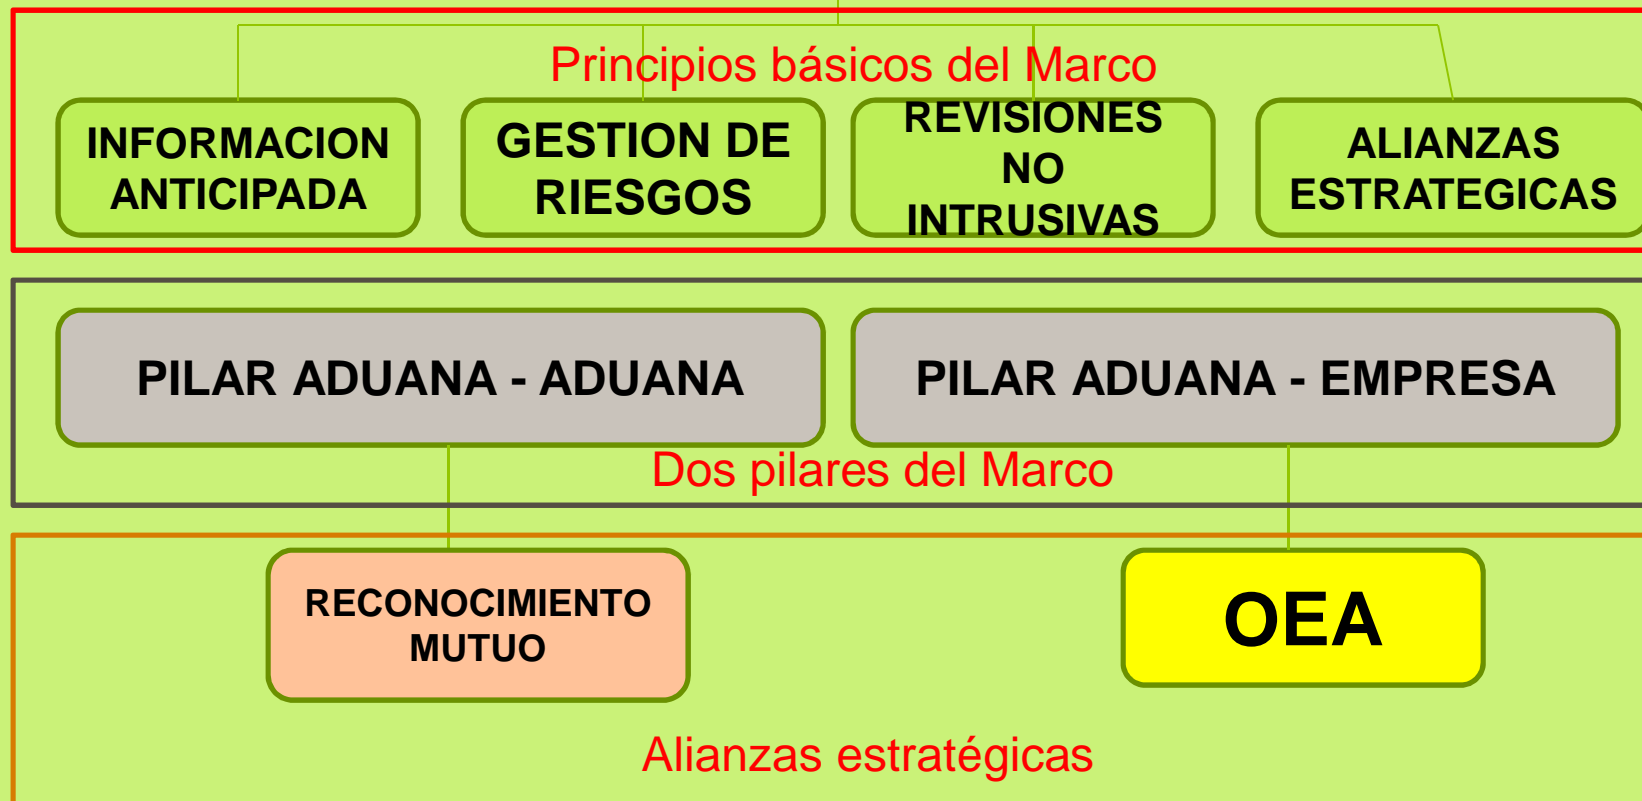 Principios básicos del Marco
INFORMACION
ANTICIPADA
GESTION DE
RIESGOS
REVISIONES
NO
INTRUSIVAS
ALIANZAS
ESTRATEGICAS
PILAR ADUANA - ADUANA
PILAR ADUANA - EMPRESA
Dos pilares del Marco
RECONOCIMIENTO
MUTUO
OEA
Alianzas estratégicas